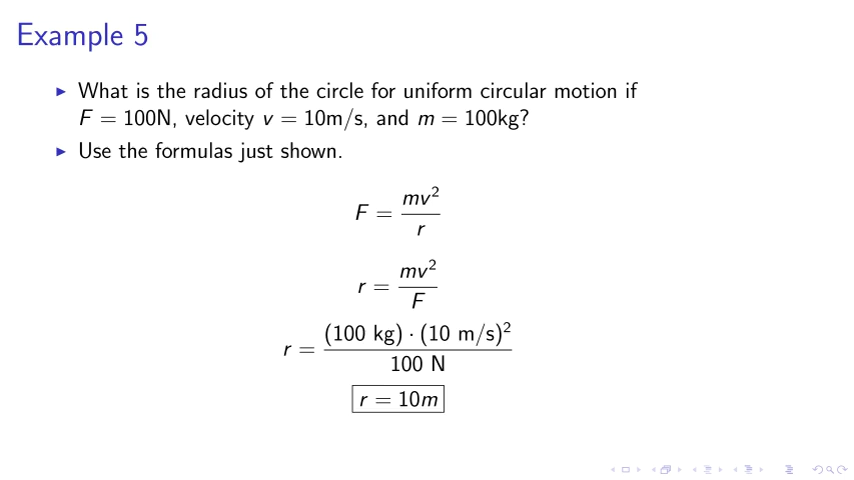 Example 5
What is the radius of the circle for uniform circular motion if
F = 100N, velocity v = 10m/s, and m = 100kg?
Use the formulas just shown.
F = mv²/r
r = mv²/F
r = (100 kg) · (10 m/s)²/100 N
r = 10m